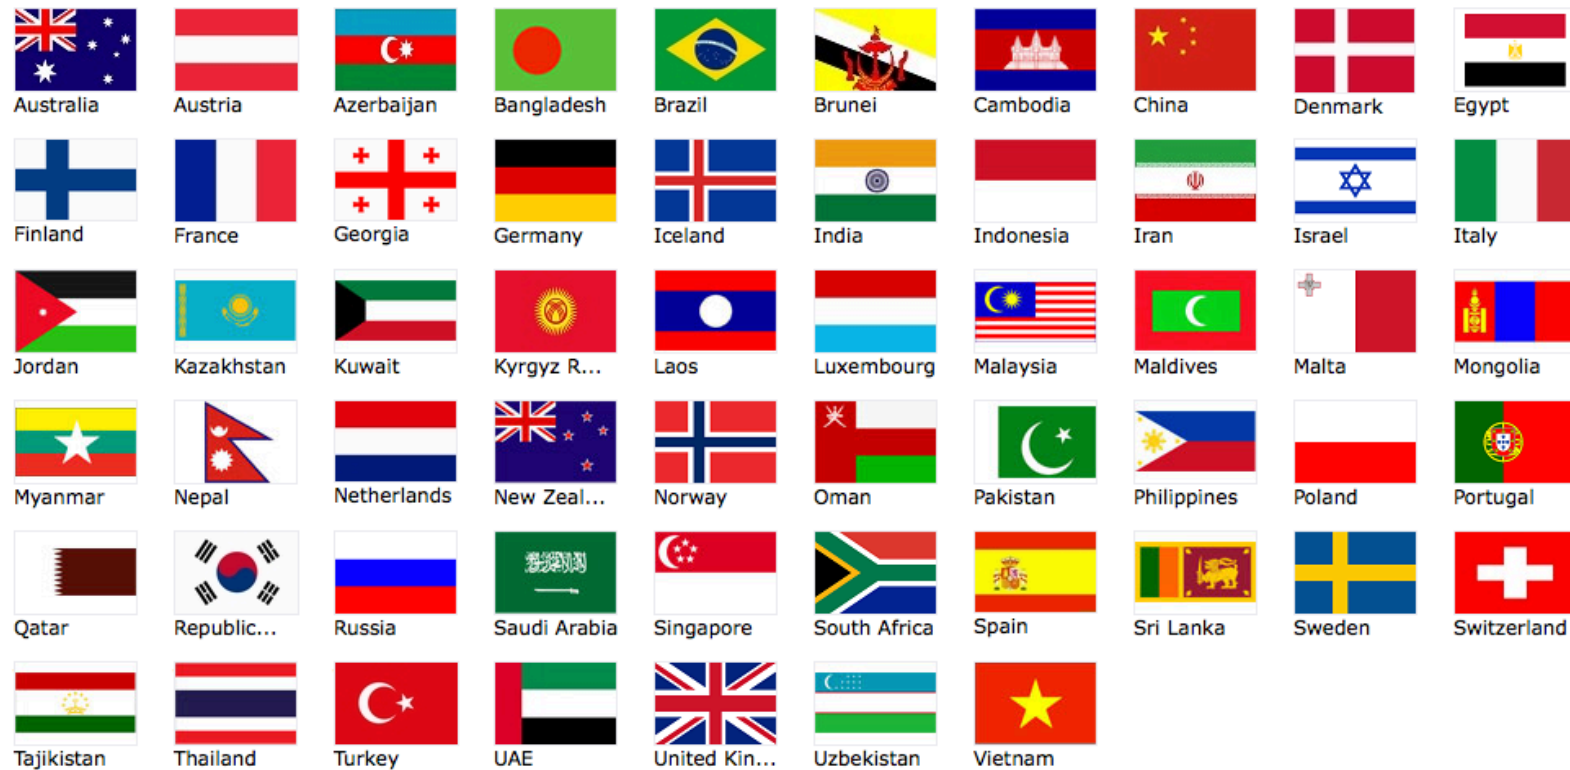 Australia Austria Azerbaijan Bangladesh Brazil Brunei Cambodia China Denmark Egypt
Finland France Georgia Germany Iceland India Indonesia Iran Israel Italy
Jordan Kazakhstan Kuwait Kyrgyz R... Laos Luxembourg Malaysia Maldives Malta Mongolia
Myanmar Nepal Netherlands New Zeal... Norway Oman Pakistan Philippines Poland Portugal
Qatar Republic... Russia Saudi Arabia Singapore South Africa Spain Sri Lanka Sweden Switzerland
Tajikistan Thailand Turkey UAE United Kin... Uzbekistan Vietnam